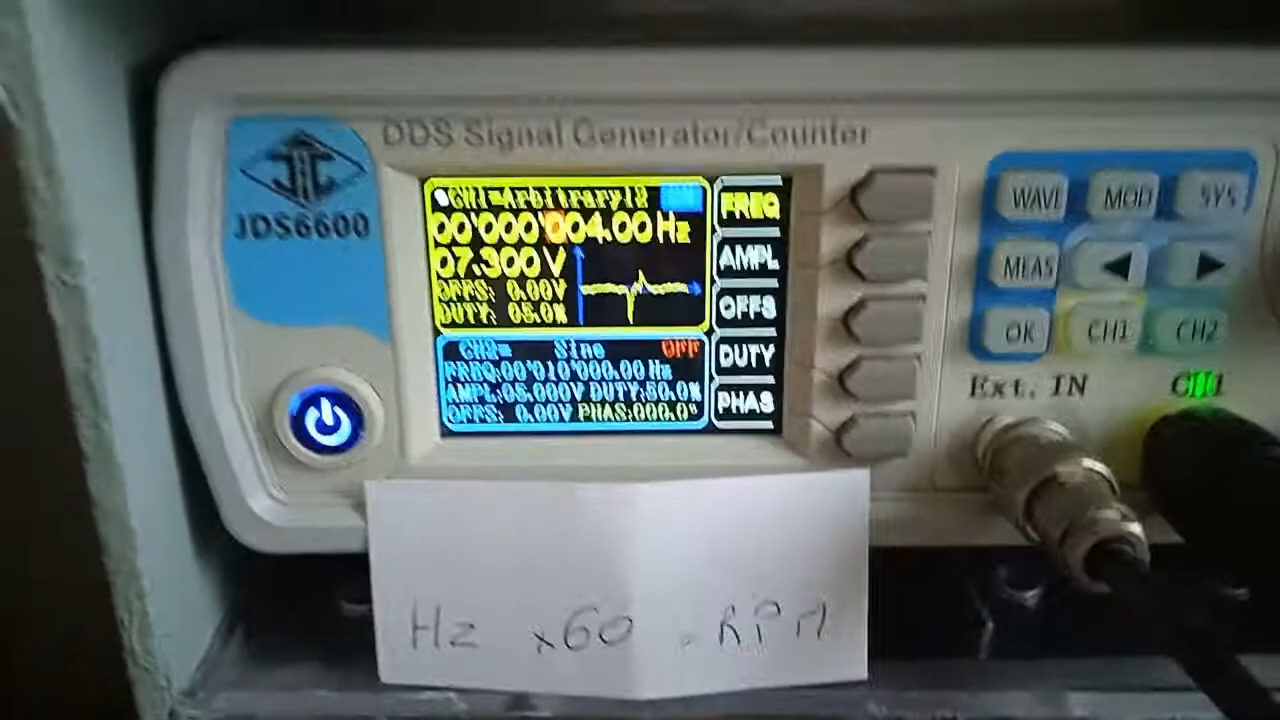 DDS Signal Generator/Counter
JDS6600
CH1=Arbitrary12
00'000'004.00 Hz
07.300 V
OFFS: 0.00V
DUTY: 05.0%
CH2= Sine OFF
FREQ:00'010'000.00 Hz
AMPL:05.000V DUTY:50.0%
OFFS: 0.00V PHAS:000.0°
FREQ
AMPL
OFFS
DUTY
PHAS
WAVE MOD SYS
MEAS
OK CH1 CH2
Ext. IN CH1
Hz x60 = RPM